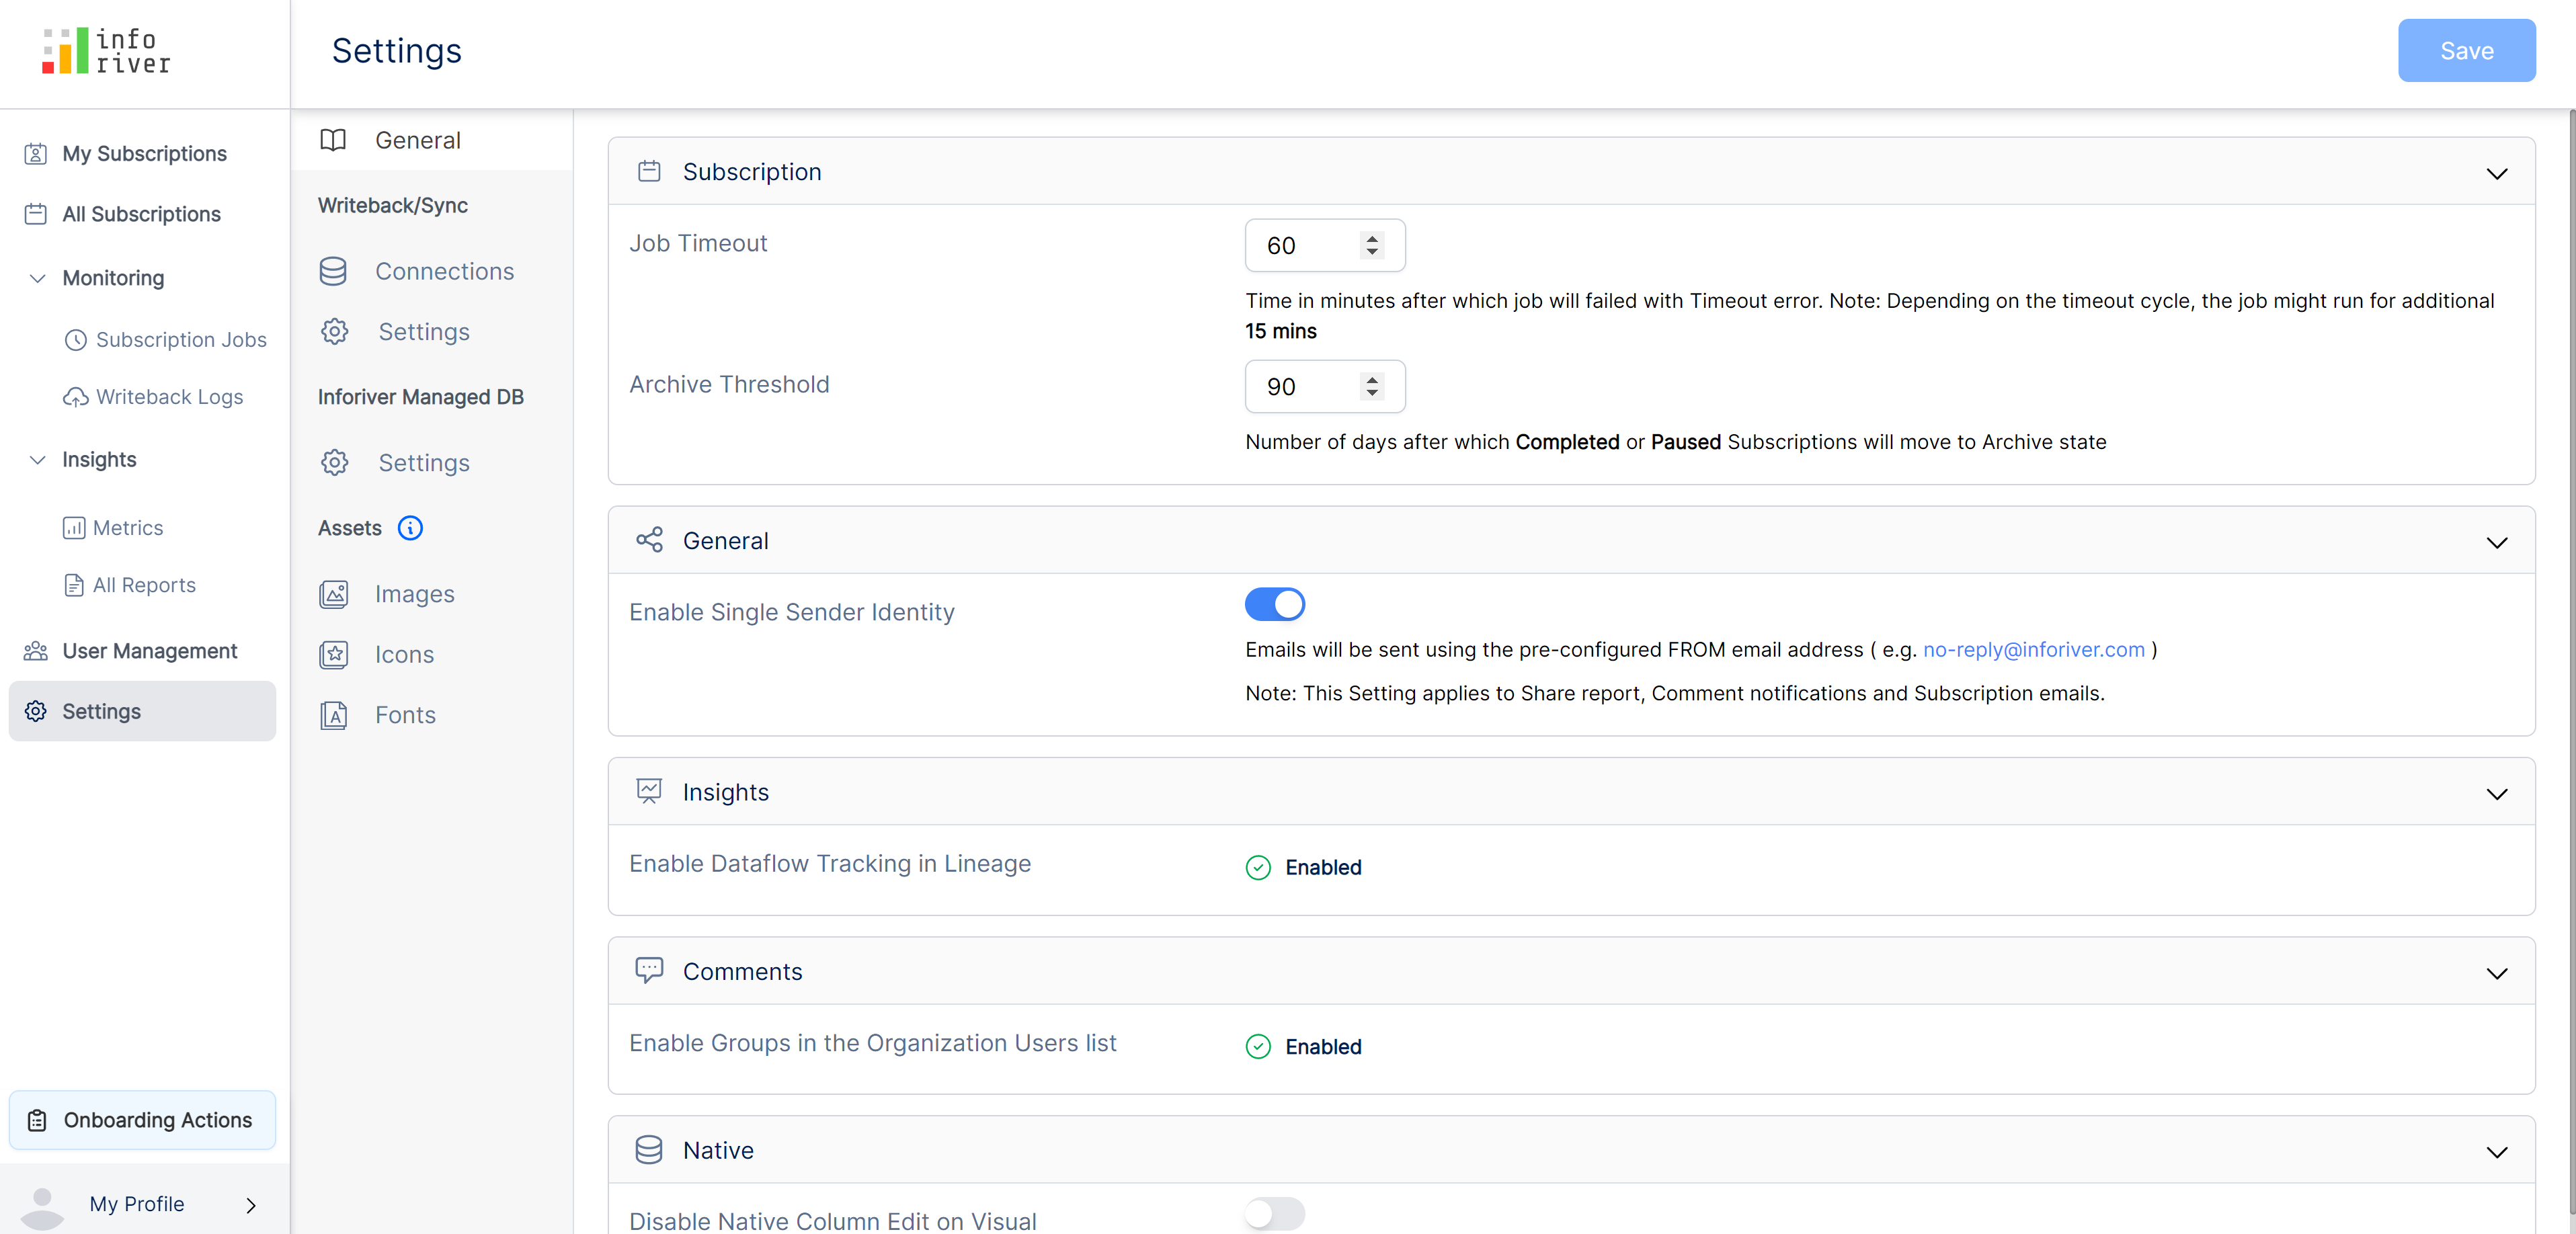 info
river
Settings
Save
My Subscriptions
All Subscriptions
Monitoring
Subscription Jobs
Writeback Logs
Insights
Metrics
All Reports
User Management
Settings
Onboarding Actions
My Profile
General
Writeback/Sync
Connections
Settings
Inforiver Managed DB
Settings
Assets
Images
Icons
Fonts
Subscription
Job Timeout
60
Time in minutes after which job will failed with Timeout error. Note: Depending on the timeout cycle, the job might run for additional
15 mins
Archive Threshold
90
Number of days after which Completed or Paused Subscriptions will move to Archive state
General
Enable Single Sender Identity
Emails will be sent using the pre-configured FROM email address ( e.g. no-reply@inforiver.com )
Note: This Setting applies to Share report, Comment notifications and Subscription emails.
Insights
Enable Dataflow Tracking in Lineage
Enabled
Comments
Enable Groups in the Organization Users list
Enabled
Native
Disable Native Column Edit on Visual